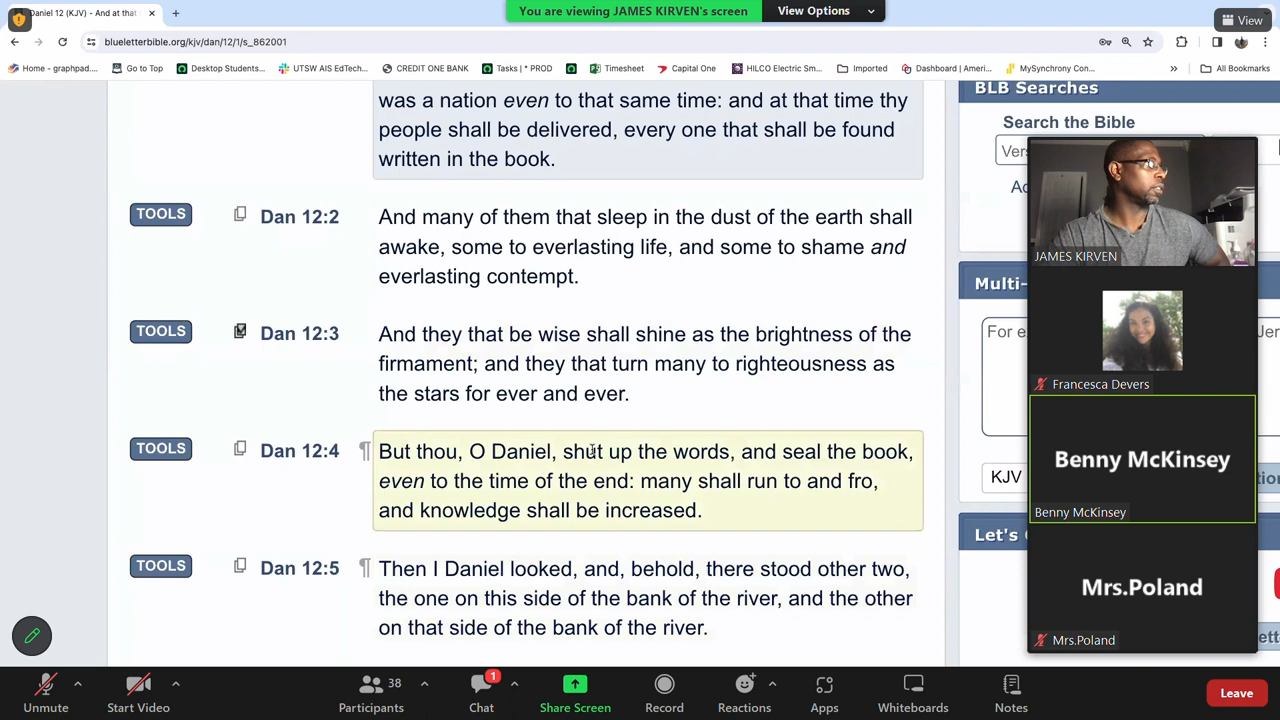 Daniel 12 (KJV) - And at that
You are viewing JAMES KIRVEN's screen
View Options
View
blueletterbible.org/kjv/dan/12/1/s_862001
Home - graphpad....
Go to Top
Desktop Students...
UTSW AIS EdTech...
CREDIT ONE BANK
Tasks | * PROD
Timesheet
Capital One
HILCO Electric Sm...
Imported
Dashboard | Ameri...
MySynchrony Con...
»
All Bookmarks
was a nation even to that same time: and at that time thy
people shall be delivered, every one that shall be found
written in the book.
TOOLS
Dan 12:2
And many of them that sleep in the dust of the earth shall
awake, some to everlasting life, and some to shame and
everlasting contempt.
TOOLS
Dan 12:3
And they that be wise shall shine as the brightness of the
firmament; and they that turn many to righteousness as
the stars for ever and ever.
TOOLS
Dan 12:4
¶ But thou, O Daniel, shut up the words, and seal the book,
even to the time of the end: many shall run to and fro,
and knowledge shall be increased.
TOOLS
Dan 12:5
¶ Then I Daniel looked, and, behold, there stood other two,
the one on this side of the bank of the river, and the other
on that side of the bank of the river.
BLB Searches
Search the Bible
Multi-
KJV
JAMES KIRVEN
Francesca Devers
Benny McKinsey
Benny McKinsey
Mrs.Poland
Mrs.Poland
Unmute
Start Video
38
Participants
1
Chat
Share Screen
Record
Reactions
Apps
Whiteboards
Notes
Leave